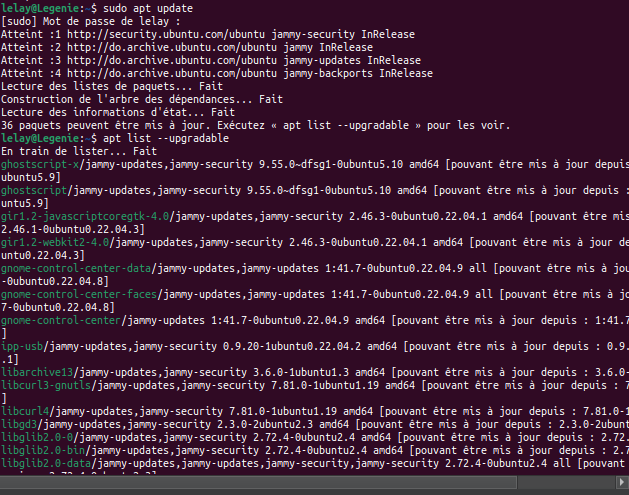 lelay@Legenie:~$ sudo apt update
[sudo] Mot de passe de lelay :
Atteint :1 http://security.ubuntu.com/ubuntu jammy-security InRelease
Atteint :2 http://do.archive.ubuntu.com/ubuntu jammy InRelease
Atteint :3 http://do.archive.ubuntu.com/ubuntu jammy-updates InRelease
Atteint :4 http://do.archive.ubuntu.com/ubuntu jammy-backports InRelease
Lecture des listes de paquets... Fait
Construction de l'arbre des dépendances... Fait
Lecture des informations d'état... Fait
36 paquets peuvent être mis à jour. Exécutez « apt list --upgradable » pour les voir.
lelay@Legenie:~$ apt list --upgradable
En train de lister... Fait
ghostscript-x/jammy-updates,jammy-security 9.55.0~dfsg1-0ubuntu5.10 amd64 [pouvant être mis à jour depuis
ubuntu5.9]
ghostscript/jammy-updates,jammy-security 9.55.0~dfsg1-0ubuntu5.10 amd64 [pouvant être mis à jour depuis :
untu5.9]
gir1.2-javascriptcoregtk-4.0/jammy-updates,jammy-security 2.46.3-0ubuntu0.22.04.1 amd64 [pouvant être mis
2.46.1-0ubuntu0.22.04.3]
gir1.2-webkit2-4.0/jammy-updates,jammy-security 2.46.3-0ubuntu0.22.04.1 amd64 [pouvant être mis à jour de
untu0.22.04.3]
gnome-control-center-data/jammy-updates,jammy-updates 1:41.7-0ubuntu0.22.04.9 all [pouvant être mis à jour
-0ubuntu0.22.04.8]
gnome-control-center-faces/jammy-updates,jammy-updates 1:41.7-0ubuntu0.22.04.9 all [pouvant être mis à jo
7-0ubuntu0.22.04.8]
gnome-control-center/jammy-updates 1:41.7-0ubuntu0.22.04.9 amd64 [pouvant être mis à jour depuis : 1:41.7
]
ipp-usb/jammy-updates,jammy-security 0.9.20-1ubuntu0.22.04.2 amd64 [pouvant être mis à jour depuis : 0.9.
.1]
libarchive13/jammy-updates,jammy-security 3.6.0-1ubuntu1.3 amd64 [pouvant être mis à jour depuis : 3.6.0-
libcurl3-gnutls/jammy-updates,jammy-security 7.81.0-1ubuntu1.19 amd64 [pouvant être mis à jour depuis : 7
]
libcurl4/jammy-updates,jammy-security 7.81.0-1ubuntu1.19 amd64 [pouvant être mis à jour depuis : 7.81.0-1
libgd3/jammy-updates,jammy-security 2.3.0-2ubuntu2.3 amd64 [pouvant être mis à jour depuis : 2.3.0-2ubunt
libglib2.0-0/jammy-updates,jammy-security 2.72.4-0ubuntu2.4 amd64 [pouvant être mis à jour depuis : 2.72.
libglib2.0-bin/jammy-updates,jammy-security 2.72.4-0ubuntu2.4 amd64 [pouvant être mis à jour depuis : 2.7
libglib2.0-data/jammy-updates,jammy-updates,jammy-security,jammy-security 2.72.4-0ubuntu2.4 all [pouvant